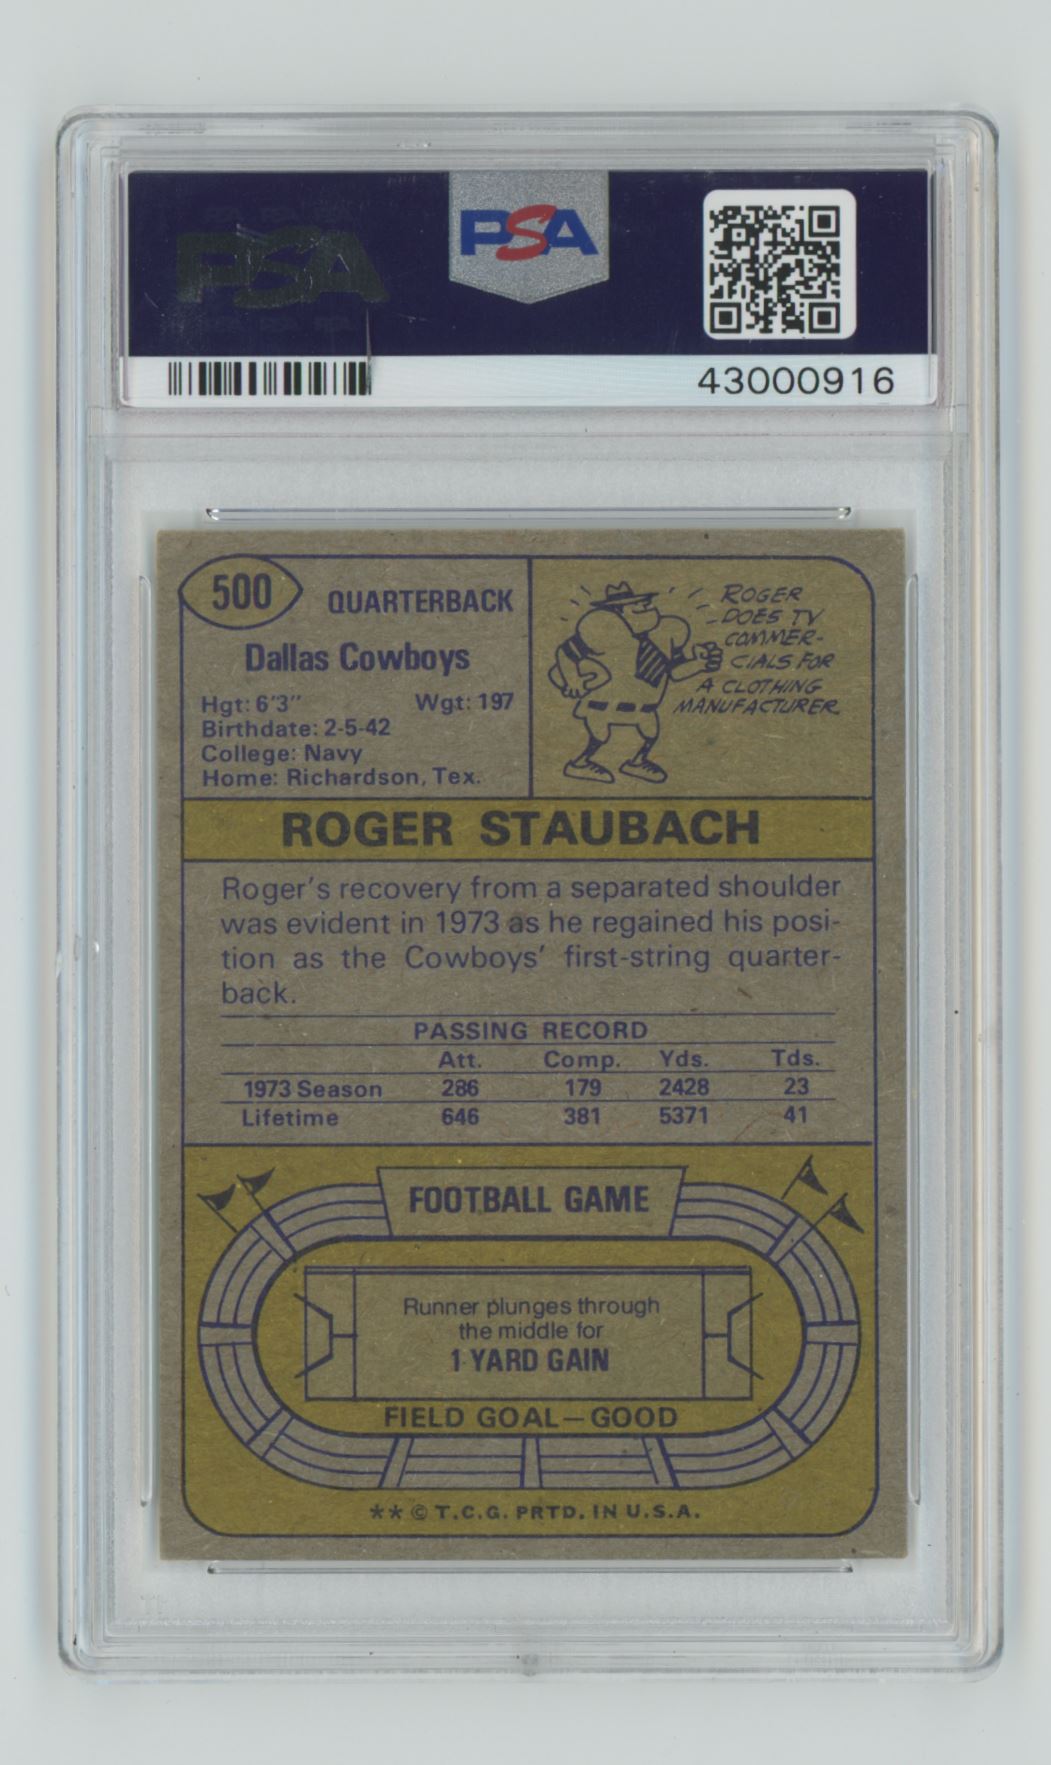 PSA
PSA
43000916
500
QUARTERBACK
Dallas Cowboys
Hgt: 6'3" Wgt: 197
Birthdate: 2-5-42
College: Navy
Home: Richardson, Tex.
ROGER
DOES TV
COMMER-
CIALS FOR
A CLOTHING
MANUFACTURER.
ROGER STAUBACH
Roger's recovery from a separated shoulder
was evident in 1973 as he regained his posi-
tion as the Cowboys' first-string quarter-
back.
PASSING RECORD
Att. Comp. Yds. Tds.
1973 Season 286 179 2428 23
Lifetime 646 381 5371 41
FOOTBALL GAME
Runner plunges through
the middle for
1 YARD GAIN
FIELD GOAL—GOOD
** © T.C.G. PRTD. IN U.S.A.